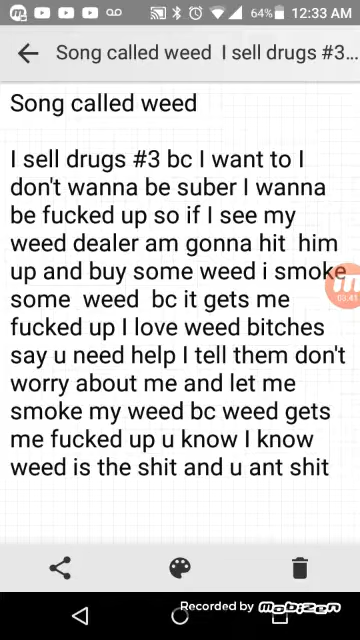 64% 12:33 AM
Song called weed I sell drugs #3...
Song called weed
I sell drugs #3 bc I want to I
don't wanna be suber I wanna
be fucked up so if I see my
weed dealer am gonna hit him
up and buy some weed i smoke
some weed bc it gets me
fucked up I love weed bitches
say u need help I tell them don't
worry about me and let me
smoke my weed bc weed gets
me fucked up u know I know
weed is the shit and u ant shit
Recorded by mobizen